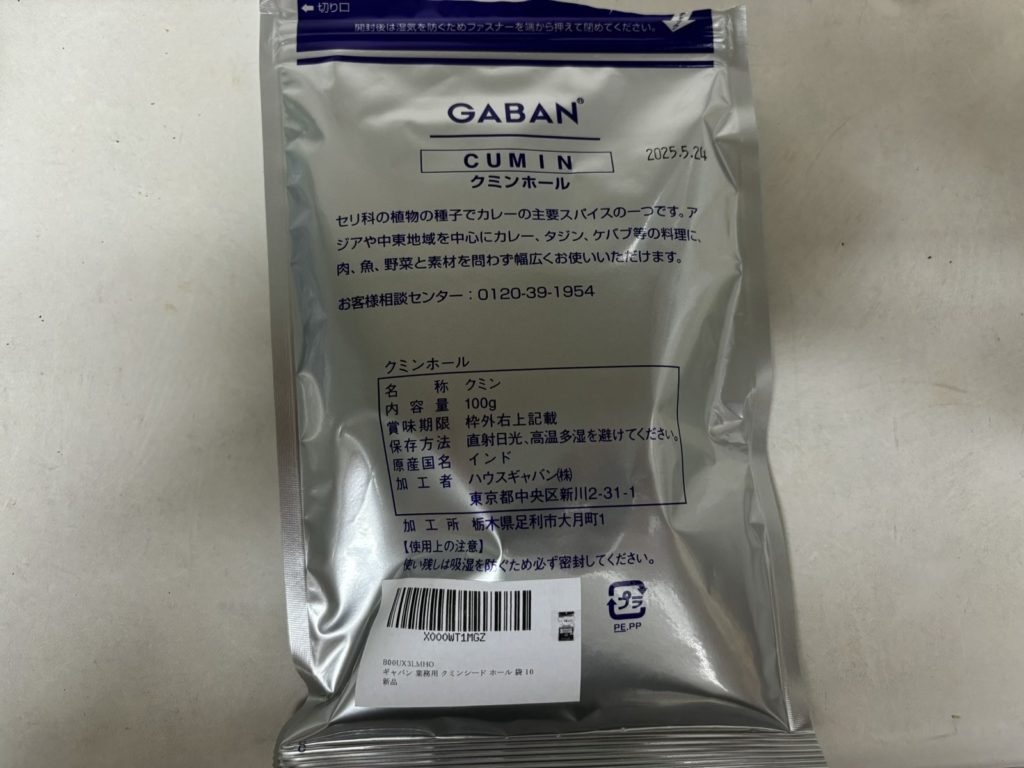 切り口
開封後は湿気を防ぐためファスナーを端から押えて閉めてください。
GABAN®
CUMIN
2025.5.24
クミンホール
セリ科の植物の種子でカレーの主要スパイスの一つです。ア
ジアや中東地域を中心にカレー、タジン、ケバブ等の料理に、
肉、魚、野菜と素材を問わず幅広くお使いいただけます。
お客様相談センター：0120-39-1954
クミンホール
名称 クミン
内容量 100g
賞味期限 枠外右上記載
保存方法 直射日光、高温多湿を避けてください。
原産国名 インド
加工者 ハウスギャバン㈱
東京都中央区新川2-31-1
加工所 栃木県足利市大月町1
【使用上の注意】
使い残しは吸湿を防ぐため必ず密封してください。
プラ
PE,PP
X000WT1MGZ
B00UX3LMHO
ギャバン 業務用 クミンシード ホール 袋 10
新品